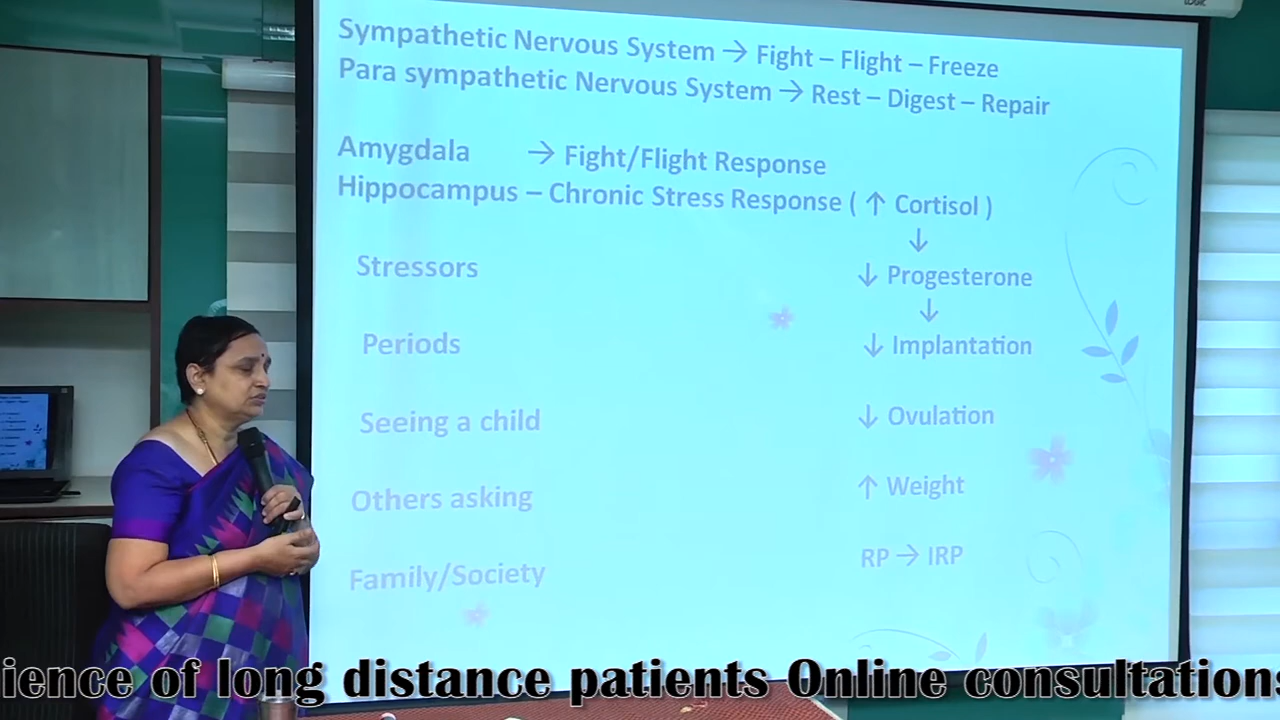 Sympathetic Nervous System → Fight – Flight – Freeze
Para sympathetic Nervous System → Rest – Digest – Repair
Amygdala → Fight/Flight Response
Hippocampus – Chronic Stress Response ( ↑ Cortisol )
↓
Stressors ↓ Progesterone
↓
Periods ↓ Implantation
Seeing a child ↓ Ovulation
Others asking ↑ Weight
Family/Society RP → IRP
ience of long distance patients Online consultations